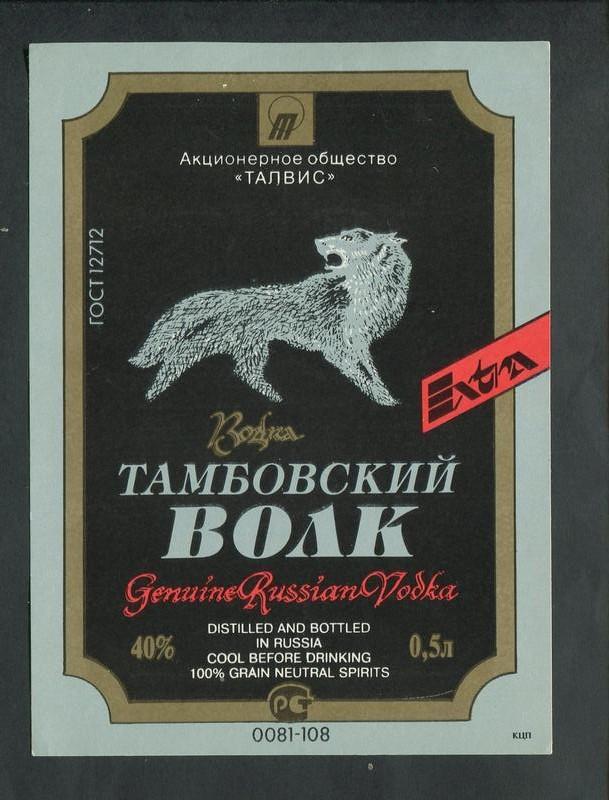 Акционерное общество
«ТАЛВИС»
ГОСТ 12712
Extra
Водка
ТАМБОВСКИЙ
ВОЛК
Genuine Russian Vodka
40%
DISTILLED AND BOTTLED
IN RUSSIA
COOL BEFORE DRINKING
100% GRAIN NEUTRAL SPIRITS
0,5л
РСТ
0081-108
КЦП